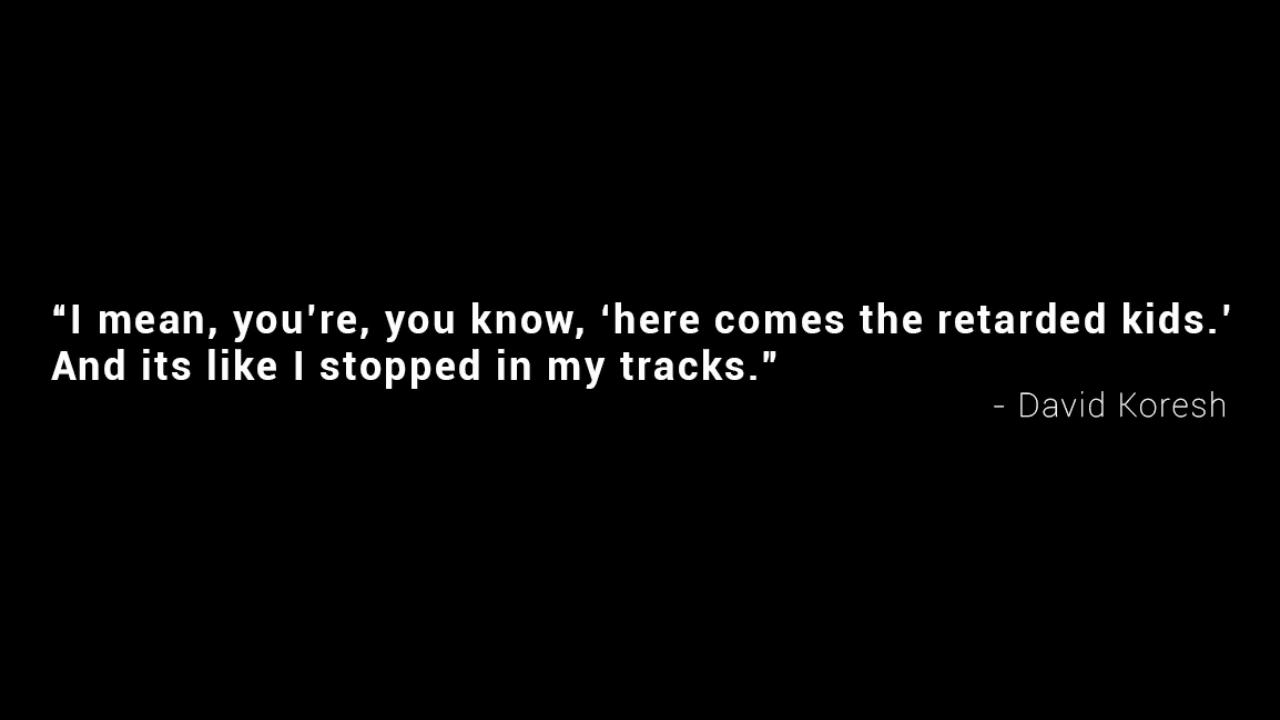 “I mean, you’re, you know, ‘here comes the retarded kids.’
And its like I stopped in my tracks."
- David Koresh